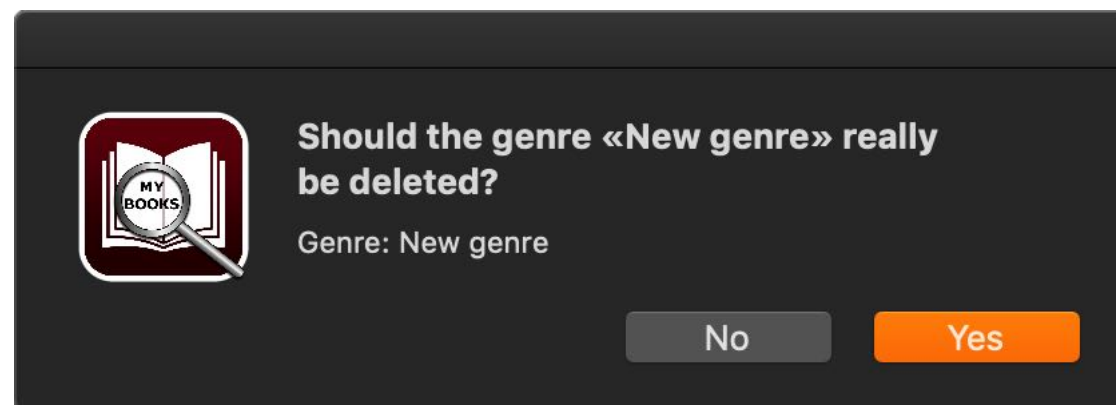 MY
BOOKS
Should the genre «New genre» really
be deleted?
Genre: New genre
No
Yes